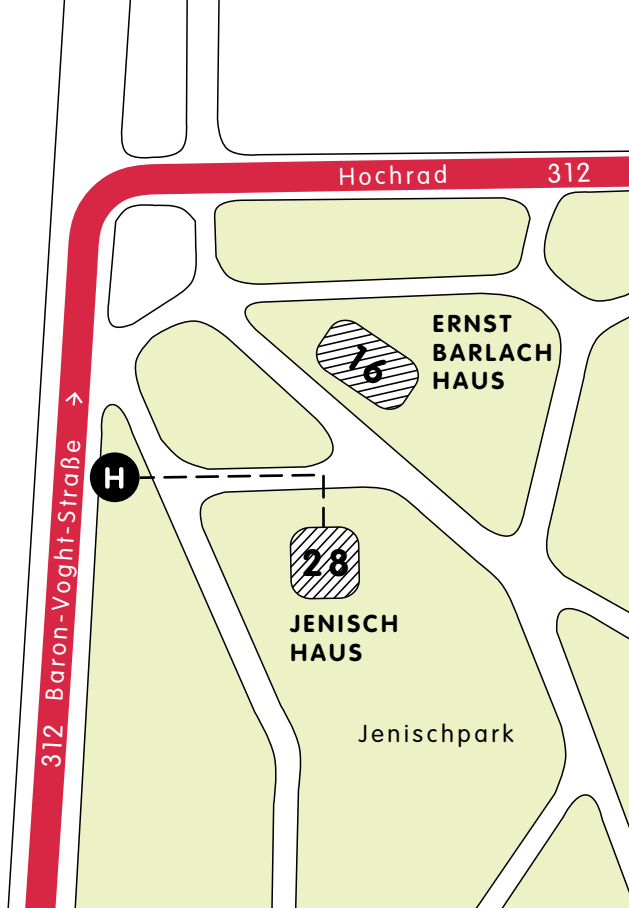 Hochrad 312
ERNST
BARLACH
HAUS
16
→
312 Baron-Voght-Straße
H
28
JENISCH
HAUS
Jenischpark